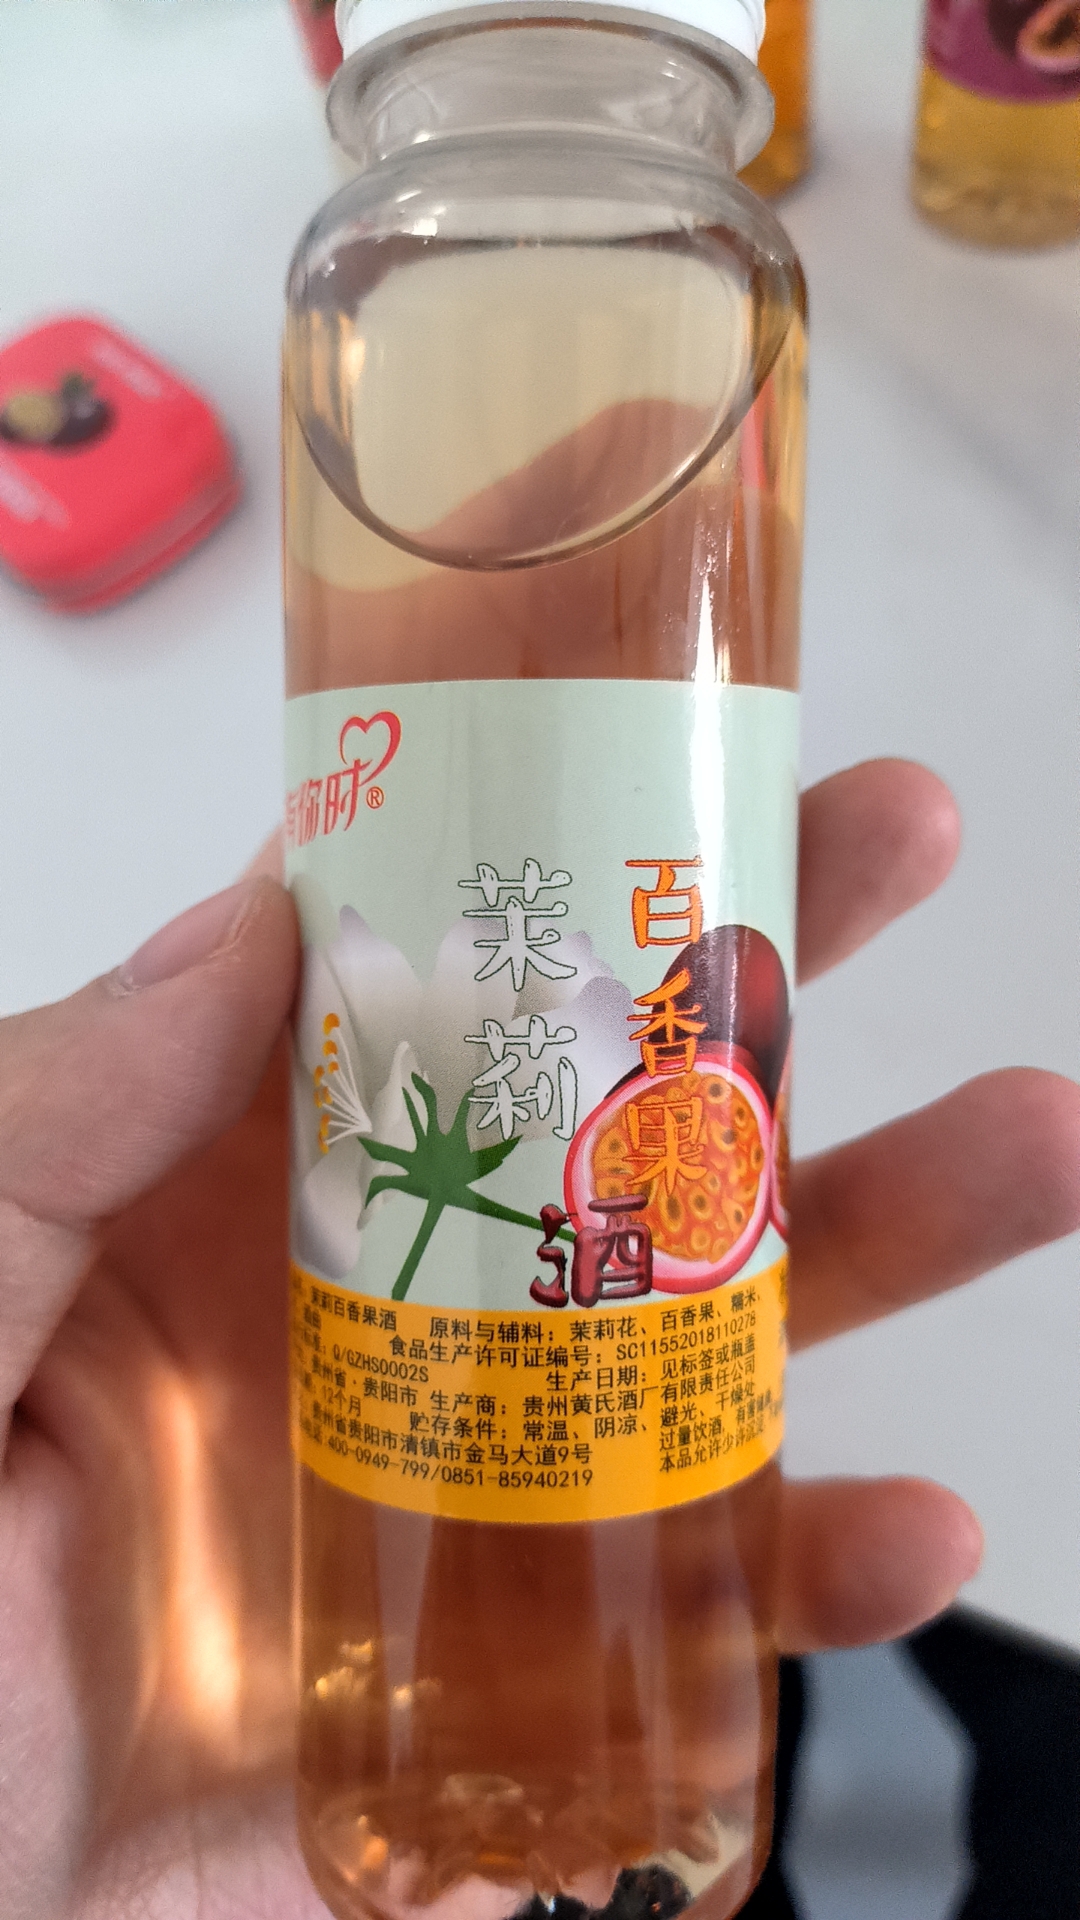 有你时®
茉莉
百香果
酒
茉莉百香果酒 原料与辅料：茉莉花、百香果、糯米、
食品生产许可证编号：SC11552018110278
Q/GZHS0002S 生产日期：见标签或瓶盖
贵州省·贵阳市 生产商：贵州黄氏酒厂有限责任公司
12个月 贮存条件：常温、阴凉、避光、干燥处
贵州省贵阳市清镇市金马大道9号 过量饮酒，有害健康
400-0949-799/0851-85940219 本品允许少许沉淀